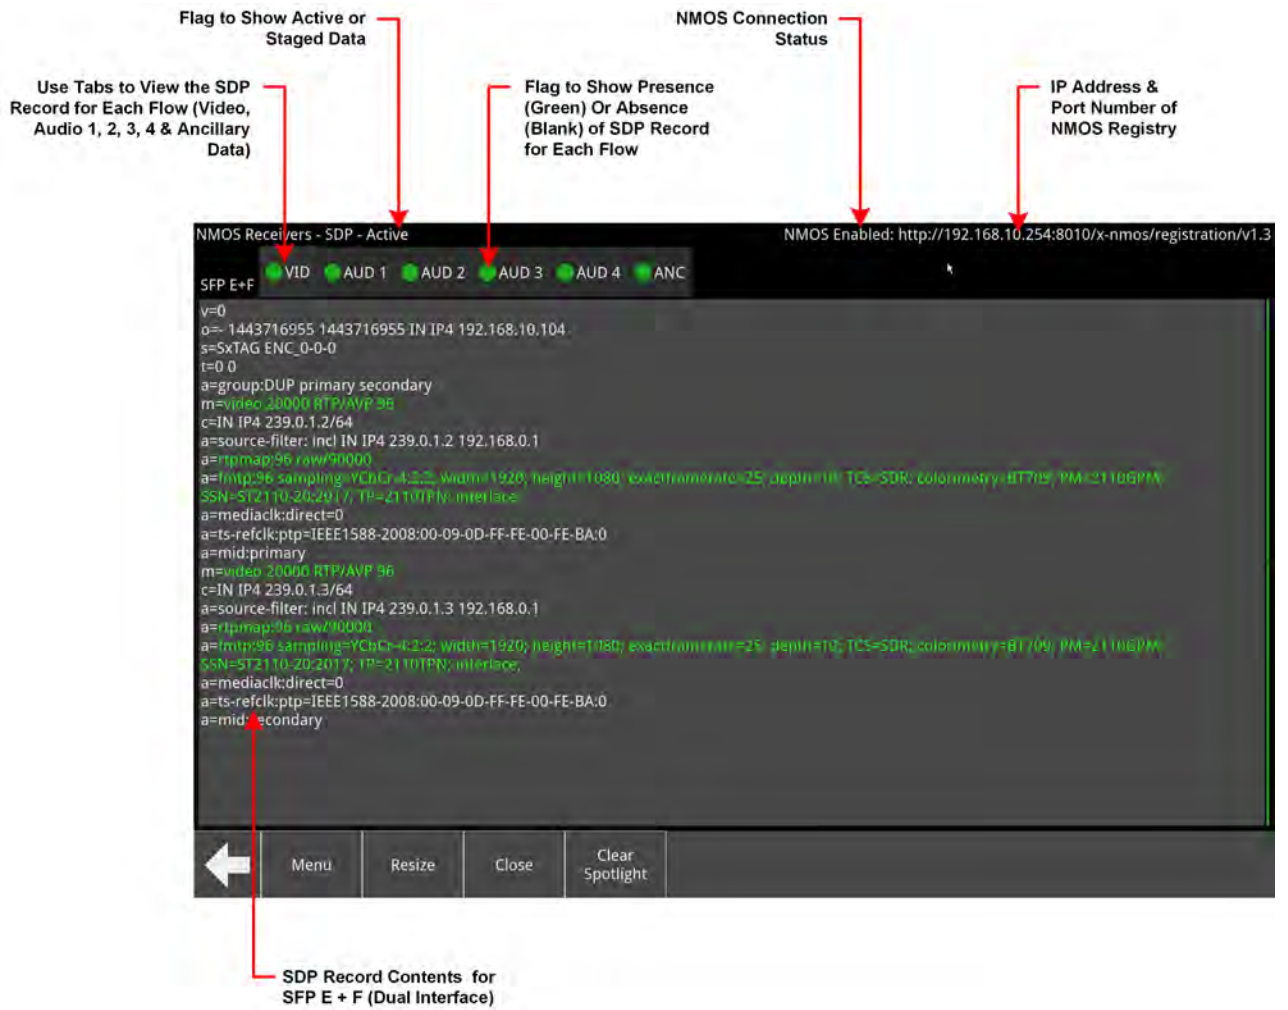 Flag to Show Active or
Staged Data
NMOS Connection
Status
Use Tabs to View the SDP
Record for Each Flow (Video,
Audio 1, 2, 3, 4 & Ancillary
Data)
Flag to Show Presence
(Green) Or Absence
(Blank) of SDP Record
for Each Flow
IP Address &
Port Number of
NMOS Registry
NMOS Receivers - SDP - Active
NMOS Enabled: http://192.168.10.254:8010/x-nmos/registration/v1.3
SFP E+F
VID
AUD 1
AUD 2
AUD 3
AUD 4
ANC
v=0
o=- 1443716955 1443716955 IN IP4 192.168.10.104
s=SxTAG ENC_0-0-0
t=0 0
a=group:DUP primary secondary
m=video 20000 RTP/AVP 96
c=IN IP4 239.0.1.2/64
a=source-filter: incl IN IP4 239.0.1.2 192.168.0.1
a=rtpmap:96 raw/90000
a=fmtp:96 sampling=YCbCr-4:2:2; width=1920; height=1080; exactframerate=25; depth=10; TCS=SDR; colorimetry=BT709; PM=2110GPM;
SSN=ST2110-20:2017; TP=2110TPN; interlace;
a=mediaclk:direct=0
a=ts-refclk:ptp=IEEE1588-2008:00-09-0D-FF-FE-00-FE-BA:0
a=mid:primary
m=video 20000 RTP/AVP 96
c=IN IP4 239.0.1.3/64
a=source-filter: incl IN IP4 239.0.1.3 192.168.0.1
a=rtpmap:96 raw/90000
a=fmtp:96 sampling=YCbCr-4:2:2; width=1920; height=1080; exactframerate=25; depth=10; TCS=SDR; colorimetry=BT709; PM=2110GPM;
SSN=ST2110-20:2017; TP=2110TPN; interlace;
a=mediaclk:direct=0
a=ts-refclk:ptp=IEEE1588-2008:00-09-0D-FF-FE-00-FE-BA:0
a=mid:secondary
Menu
Resize
Close
Clear
Spotlight
SDP Record Contents for
SFP E + F (Dual Interface)